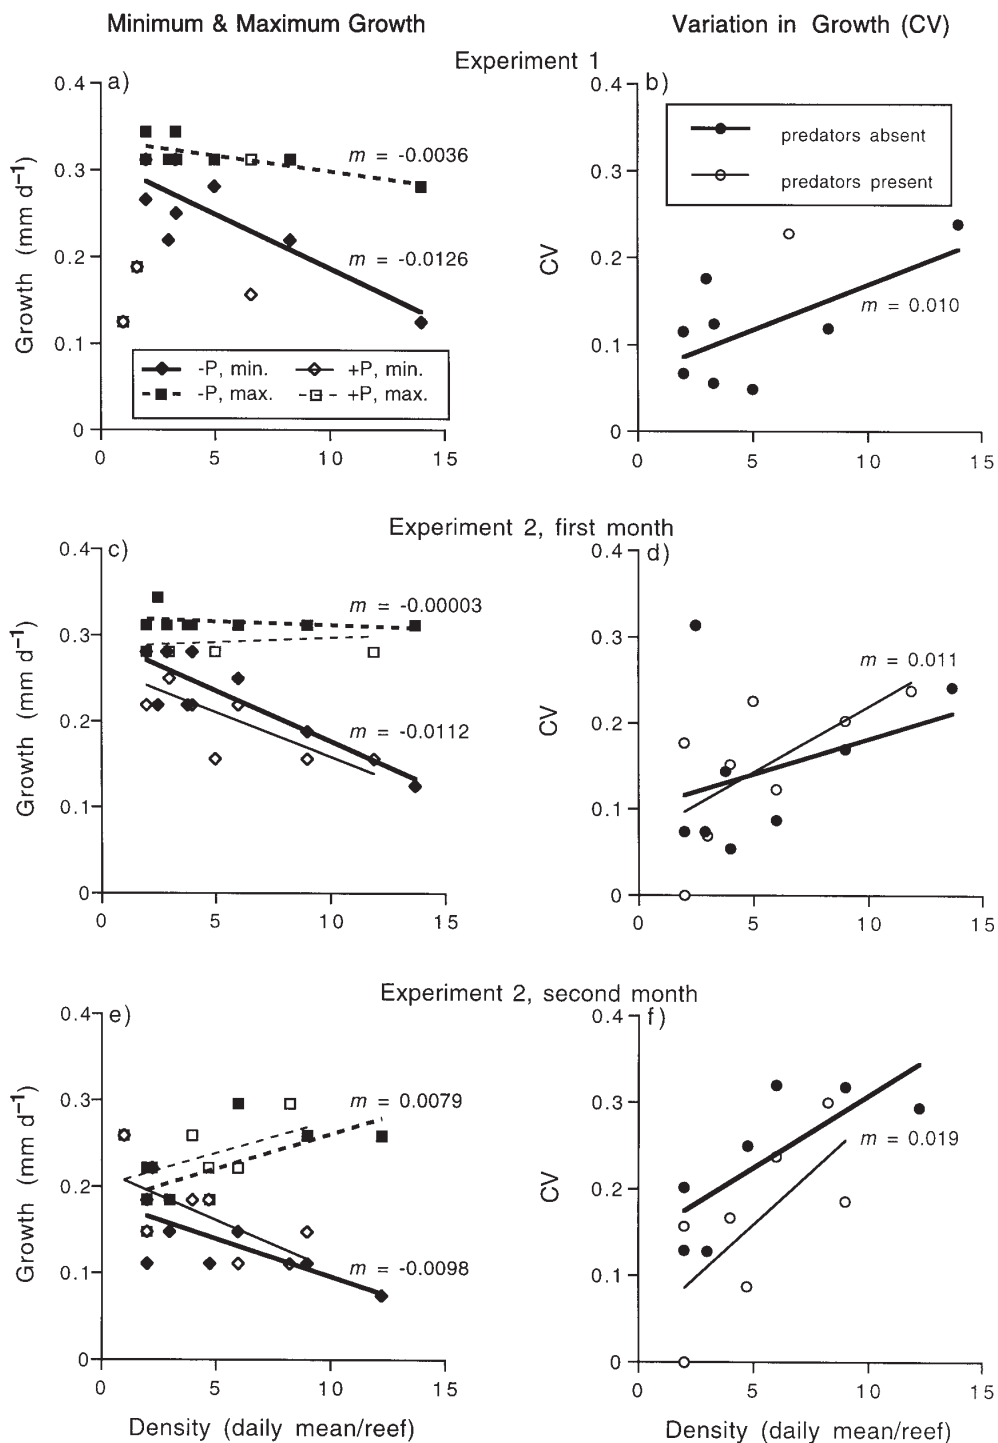 Minimum & Maximum Growth
Variation in Growth (CV)
Experiment 1
a)
0.4
0.3
0.2
0.1
0
Growth (mm d⁻¹)
m = -0.0036
m = -0.0126
-P, min. +P, min.
-P, max. +P, max.
0 5 10 15
b)
0.4
0.3
0.2
0.1
0
CV
predators absent
predators present
m = 0.010
0 5 10 15
Experiment 2, first month
c)
0.4
0.3
0.2
0.1
0
Growth (mm d⁻¹)
m = -0.00003
m = -0.0112
0 5 10 15
d)
0.4
0.3
0.2
0.1
0
CV
m = 0.011
0 5 10 15
Experiment 2, second month
e)
0.4
0.3
0.2
0.1
0
Growth (mm d⁻¹)
m = 0.0079
m = -0.0098
0 5 10 15
Density (daily mean/reef)
f)
0.4
0.3
0.2
0.1
0
CV
m = 0.019
0 5 10 15
Density (daily mean/reef)